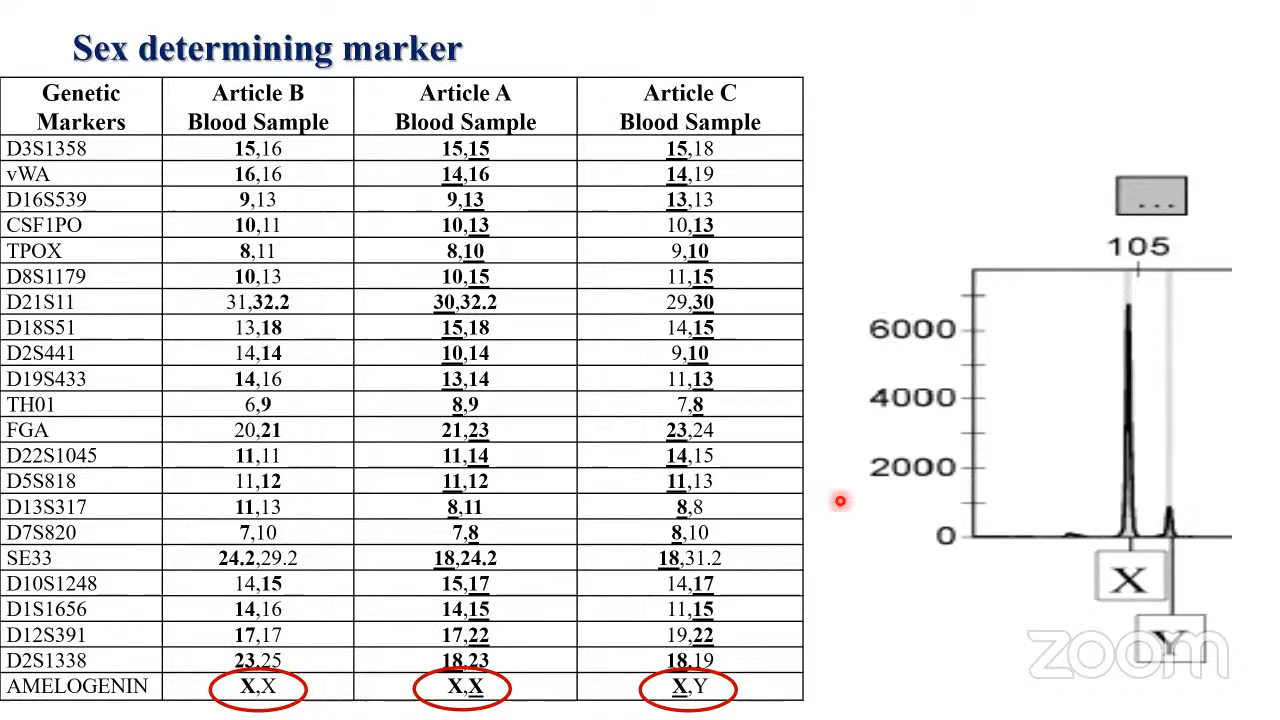 Sex determining marker
Genetic Markers Article B Blood Sample Article A Blood Sample Article C Blood Sample
D3S1358 15,16 15,15 15,18
vWA 16,16 14,16 14,19
D16S539 9,13 9,13 13,13
CSF1PO 10,11 10,13 10,13
TPOX 8,11 8,10 9,10
D8S1179 10,13 10,15 11,15
D21S11 31,32.2 30,32.2 29,30
D18S51 13,18 15,18 14,15
D2S441 14,14 10,14 9,10
D19S433 14,16 13,14 11,13
TH01 6,9 8,9 7,8
FGA 20,21 21,23 23,24
D22S1045 11,11 11,14 14,15
D5S818 11,12 11,12 11,13
D13S317 11,13 8,11 8,8
D7S820 7,10 7,8 8,10
SE33 24.2,29.2 18,24.2 18,31.2
D10S1248 14,15 15,17 14,17
D1S1656 14,16 14,15 11,15
D12S391 17,17 17,22 19,22
D2S1338 23,25 18,23 18,19
AMELOGENIN X,X X,X X,Y
...
105
6000
4000
2000
0
X
Y
zoom